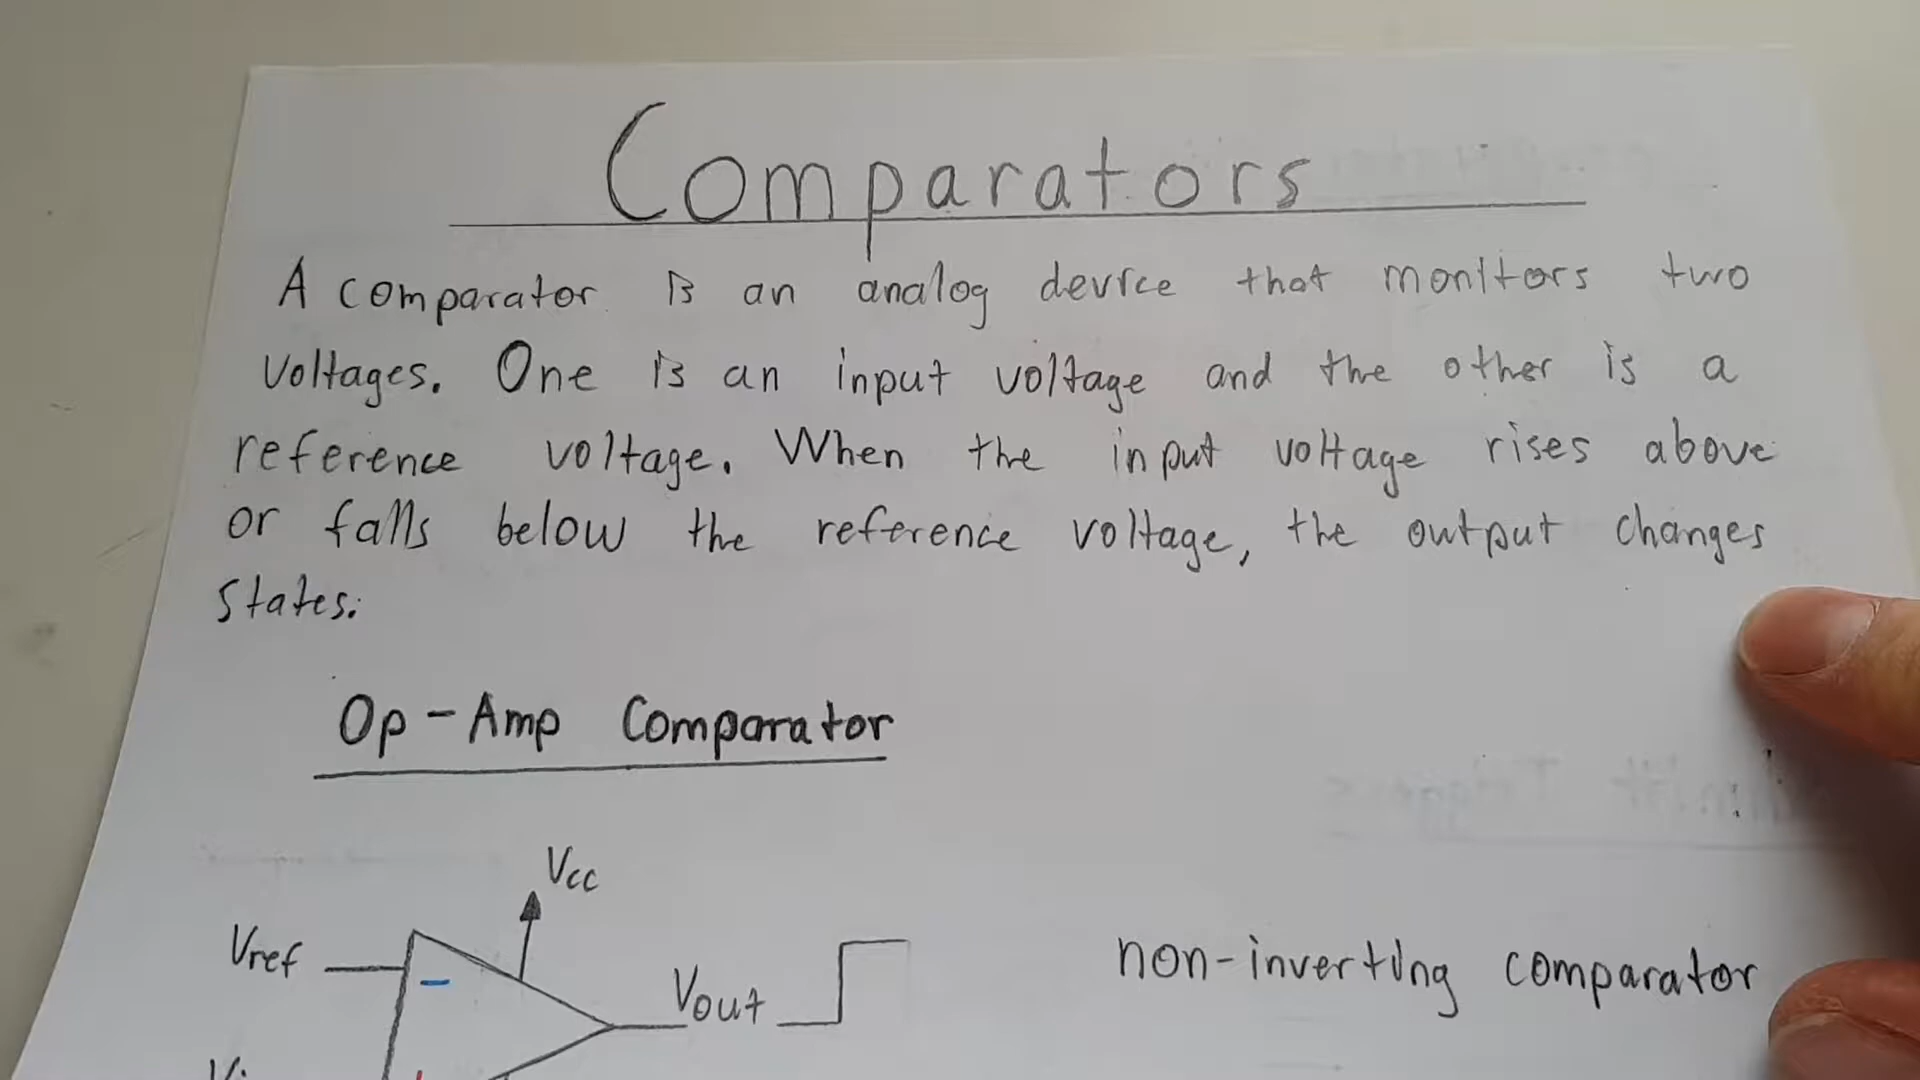 Comparators
A comparator is an analog device that monitors two
voltages. One is an input voltage and the other is a
reference voltage. When the input voltage rises above
or falls below the reference voltage, the output changes
states.
Op-Amp Comparator
Vcc
Vref
-
Vout
non-inverting comparator